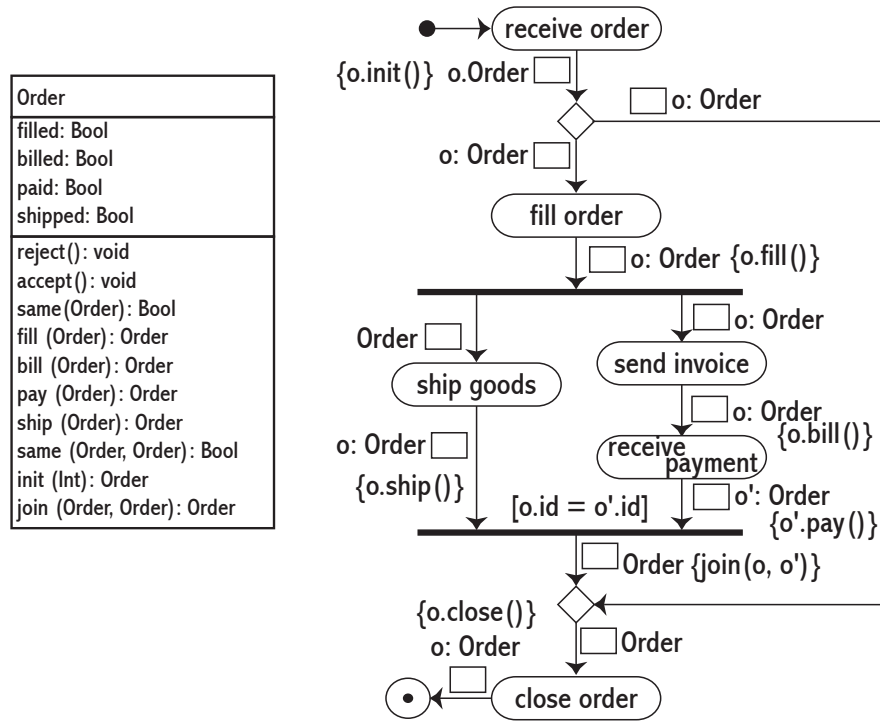 Order
filled: Bool
billed: Bool
paid: Bool
shipped: Bool
reject(): void
accept(): void
same(Order): Bool
fill (Order): Order
bill (Order): Order
pay (Order): Order
ship (Order): Order
same (Order, Order): Bool
init (Int): Order
join (Order, Order): Order
receive order
{o.init()} o.Order
o: Order
o: Order
fill order
o: Order {o.fill()}
Order
o: Order
ship goods
send invoice
o: Order
{o.bill()}
receive
payment
o: Order
{o.ship()}
[o.id = o'.id]
o': Order
{o'.pay()}
Order {join(o, o')}
{o.close()}
o: Order
Order
close order